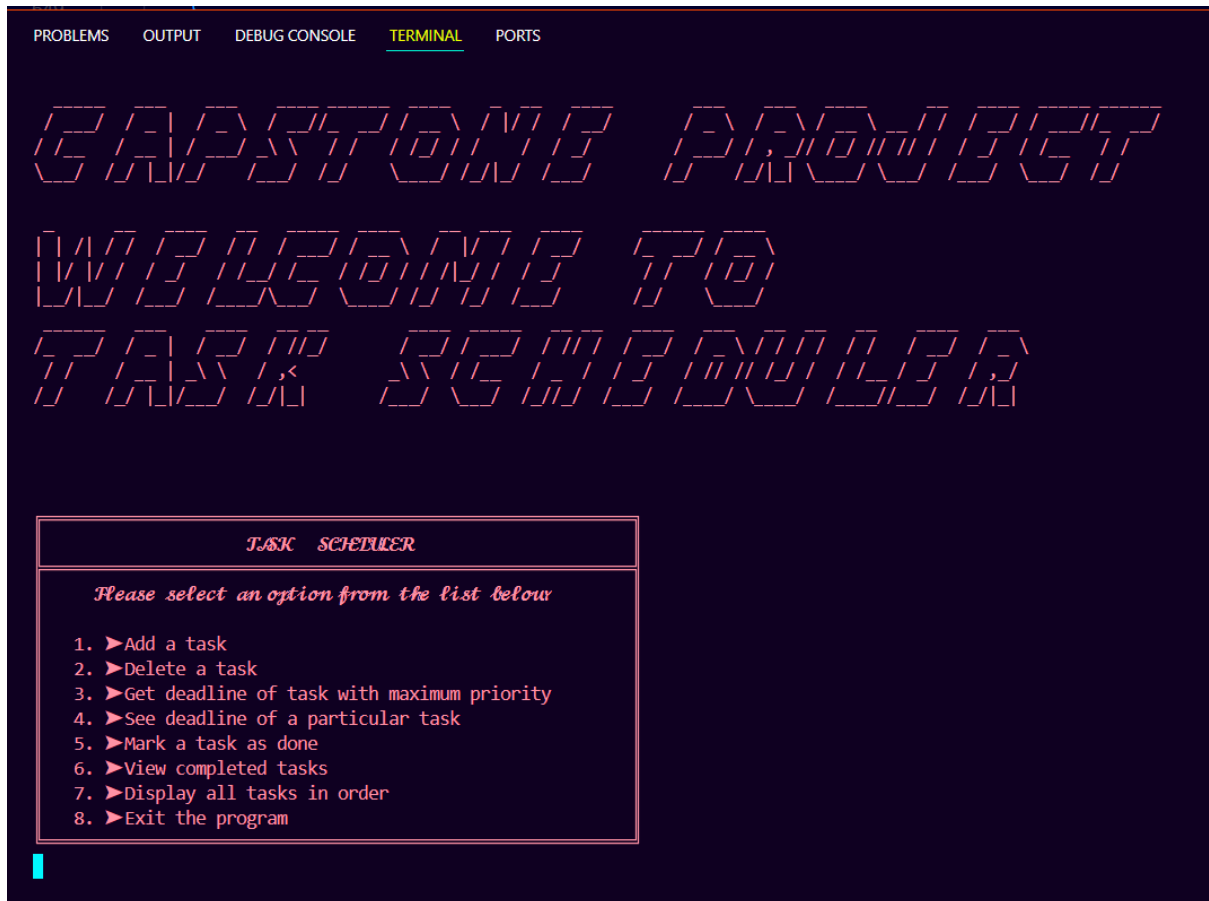 PROBLEMS OUTPUT DEBUG CONSOLE TERMINAL PORTS
CAPSTONE PROJECT
WELCOME TO
TASK SCHEDULER
TASK SCHEDULER
Please select an option from the list below
1. ➤Add a task
2. ➤Delete a task
3. ➤Get deadline of task with maximum priority
4. ➤See deadline of a particular task
5. ➤Mark a task as done
6. ➤View completed tasks
7. ➤Display all tasks in order
8. ➤Exit the program